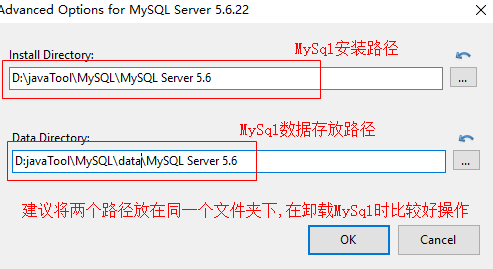 Advanced Options for MySQL Server 5.6.22
MySql安装路径
Install Directory:
D:\javaTool\MySQL\MySQL Server 5.6
...
MySql数据存放路径
Data Directory:
D:javaTool\MySQL\data\MySQL Server 5.6
...
建议将两个路径放在同一个文件夹下,在卸载MySql时比较好操作
OK Cancel